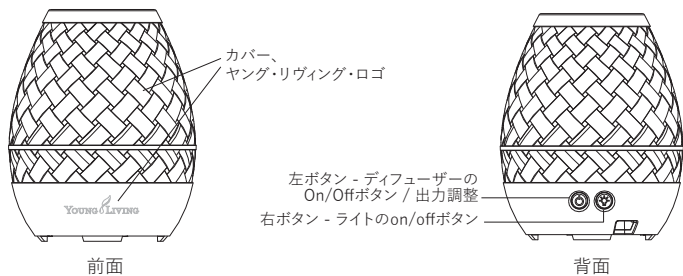 カバー、
ヤング・リヴィング・ロゴ
YOUNG LIVING
前面
左ボタン - ディフューザーの
On/Offボタン / 出力調整
右ボタン - ライトのon/offボタン
背面